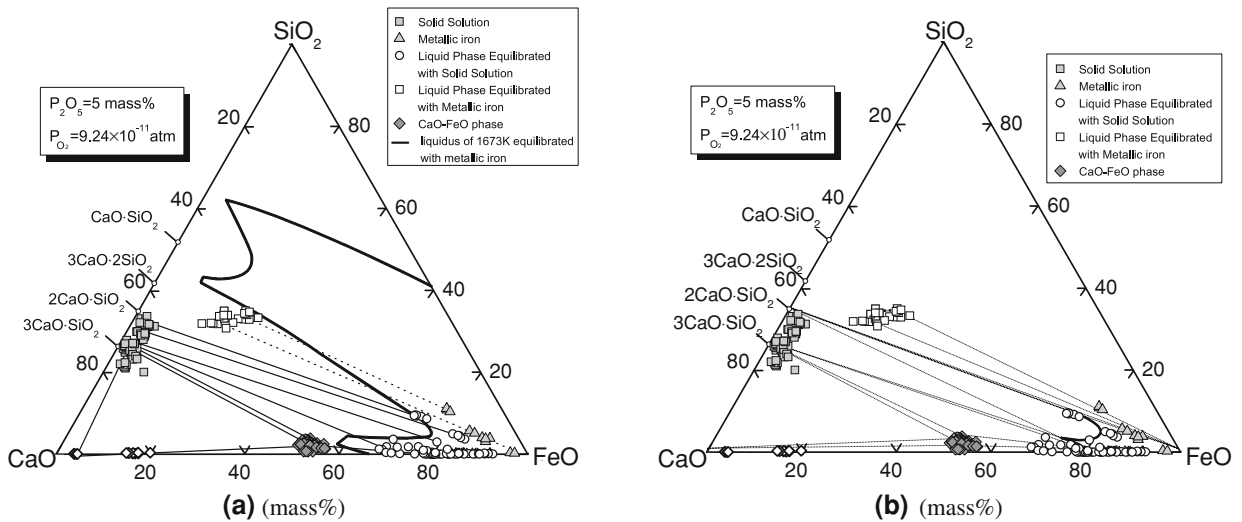 SiO2
P2O5=5 mass%
PO2=9.24×10-11atm
Solid Solution
Metallic iron
Liquid Phase Equilibrated
with Solid Solution
Liquid Phase Equilibrated
with Metallic iron
CaO-FeO phase
liquidus of 1673K equilibrated
with metallic iron
20
80
40
60
CaO·SiO2
3CaO·2SiO2
60
40
2CaO·SiO2
3CaO·SiO2
80
20
CaO
20
40
60
80
FeO
(a) (mass%)
SiO2
P2O5=5 mass%
PO2=9.24×10-11atm
Solid Solution
Metallic iron
Liquid Phase Equilibrated
with Solid Solution
Liquid Phase Equilibrated
with Metallic iron
CaO-FeO phase
20
80
40
60
CaO·SiO2
3CaO·2SiO2
60
40
2CaO·SiO2
3CaO·SiO2
80
20
CaO
20
40
60
80
FeO
(b) (mass%)